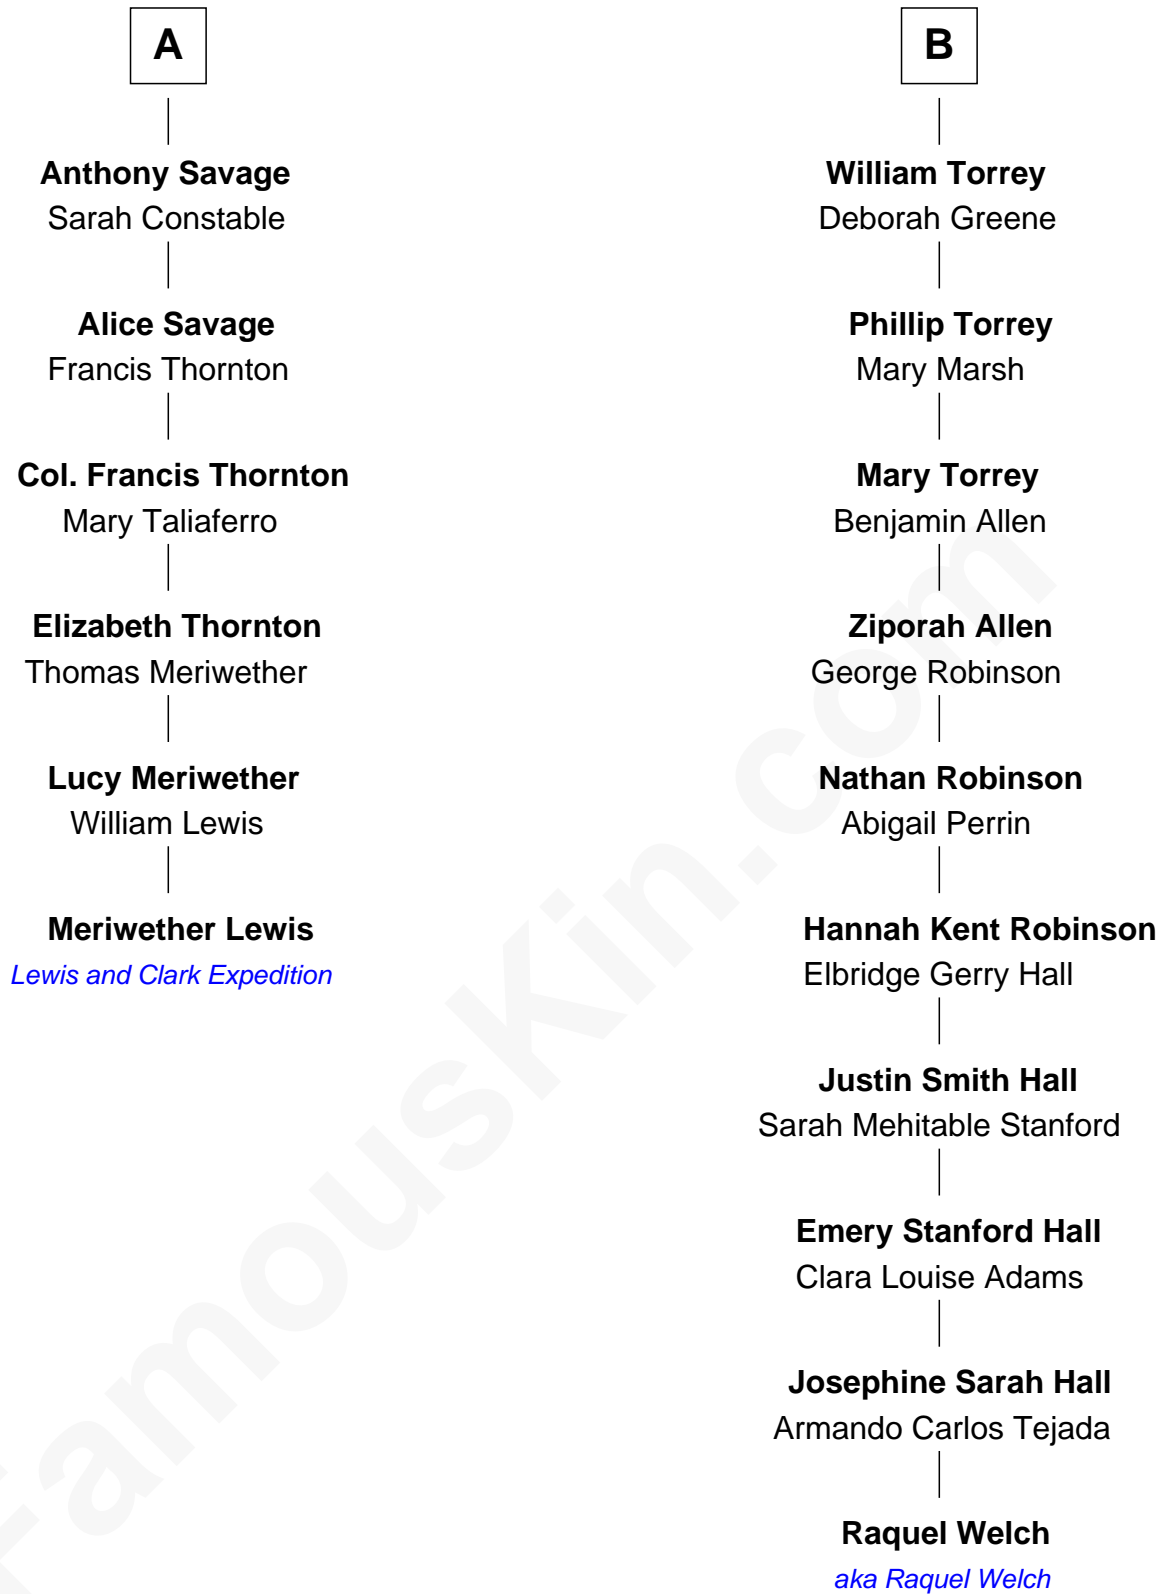 A
Anthony Savage
Sarah Constable
Alice Savage
Francis Thornton
Col. Francis Thornton
Mary Taliaferro
Elizabeth Thornton
Thomas Meriwether
Lucy Meriwether
William Lewis
Meriwether Lewis
Lewis and Clark Expedition
B
William Torrey
Deborah Greene
Phillip Torrey
Mary Marsh
Mary Torrey
Benjamin Allen
Ziporah Allen
George Robinson
Nathan Robinson
Abigail Perrin
Hannah Kent Robinson
Elbridge Gerry Hall
Justin Smith Hall
Sarah Mehitable Stanford
Emery Stanford Hall
Clara Louise Adams
Josephine Sarah Hall
Armando Carlos Tejada
Raquel Welch
aka Raquel Welch
FamousKin.com